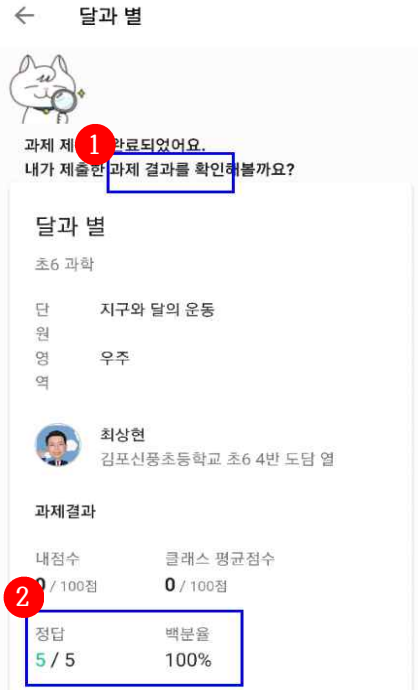 달과 별
과제 제 완료되었어요.
1
내가 제출한 과제 결과를 확인해볼까요?
달과 별
초6 과학
단원 지구와 달의 운동
영역 우주
최상현
김포신풍초등학교 초6 4반 도담 열
과제결과
내점수 클래스 평균점수
0 / 100점 0 / 100점
2
정답 백분율
5 / 5 100%